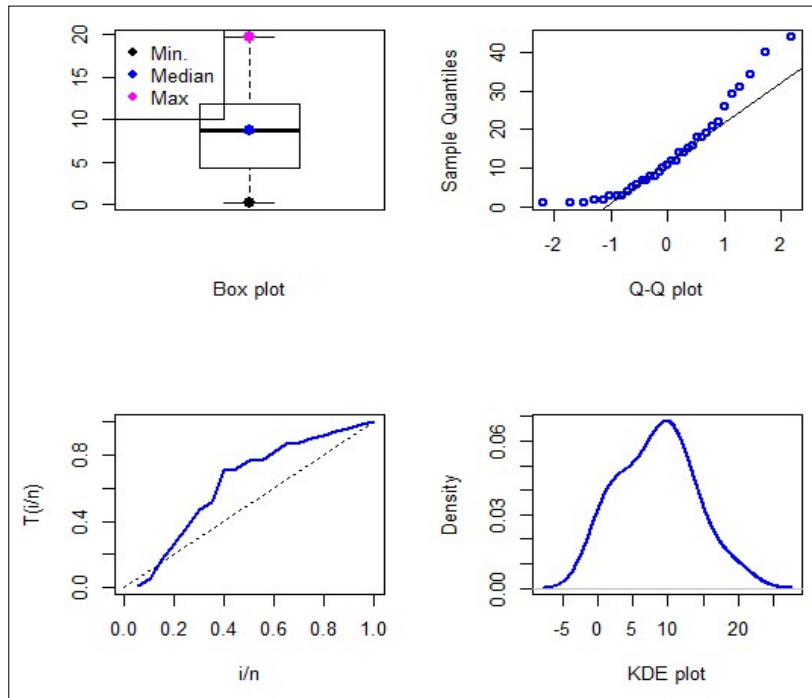 20
15
10
5
0
Min.
Median
Max
Box plot
Sample Quantiles
40
30
20
10
0
-2 -1 0 1 2
Q-Q plot
T(i/n)
0.8
0.4
0.0
0.0 0.2 0.4 0.6 0.8 1.0
i/n
Density
0.06
0.03
0.00
-5 0 5 10 20
KDE plot